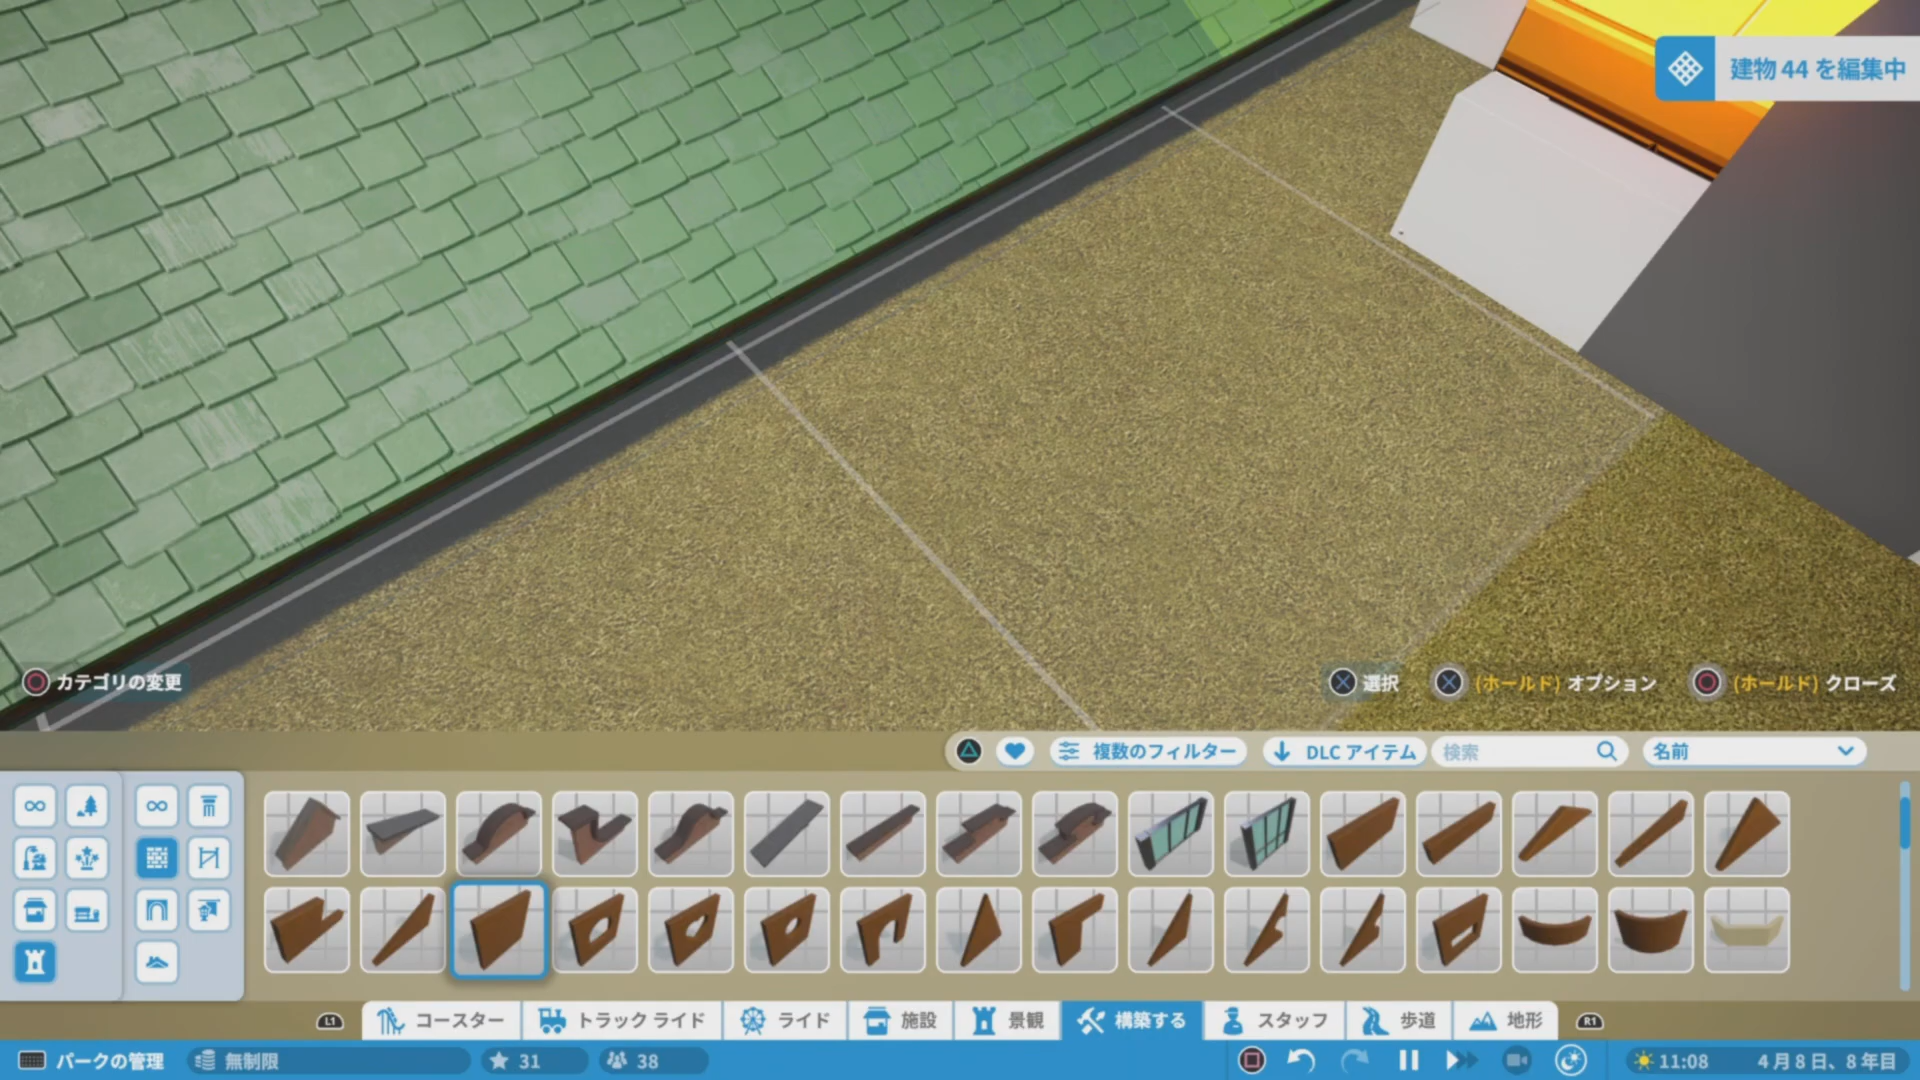 建物 44 を編集中
カテゴリの変更
選択
(ホールド) オプション
(ホールド) クローズ
複数のフィルター
DLC アイテム
検索
名前
L1
コースター
トラック ライド
ライド
施設
景観
構築する
スタッフ
歩道
地形
R1
パークの管理
無制限
31
38
11:08
4月8日、8年目